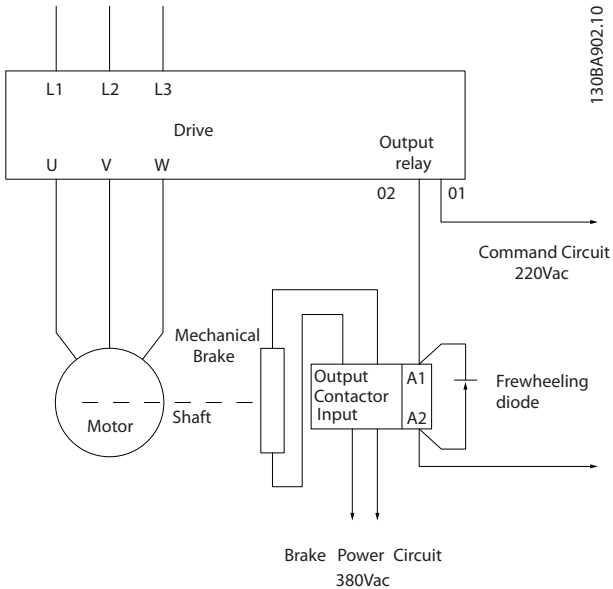 130BA902.10
L1 L2 L3
Drive
Output
relay
U V W
02 01
Command Circuit
220Vac
Mechanical
Brake
Output
Contactor
Input
A1
A2
Frewheeling
diode
Shaft
Motor
Brake Power Circuit
380Vac